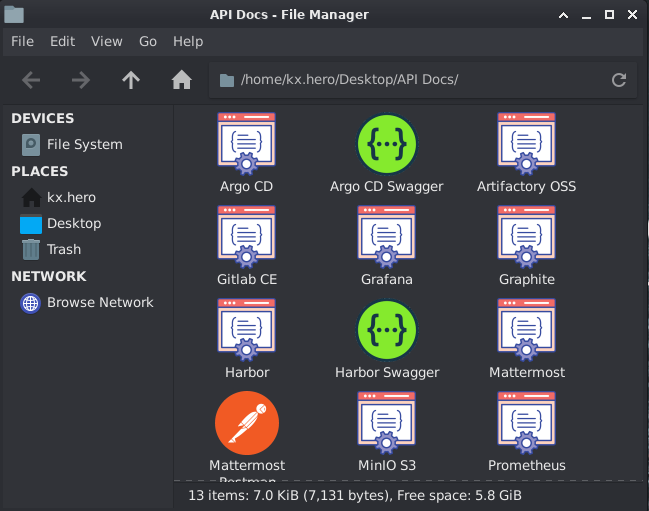 API Docs - File Manager
File Edit View Go Help
/home/kx.hero/Desktop/API Docs/
DEVICES
File System
PLACES
kx.hero
Desktop
Trash
NETWORK
Browse Network
Argo CD
Argo CD Swagger
Artifactory OSS
Gitlab CE
Grafana
Graphite
Harbor
Harbor Swagger
Mattermost
Mattermost
Postman
MinIO S3
Prometheus
13 items: 7.0 KiB (7,131 bytes), Free space: 5.8 GiB